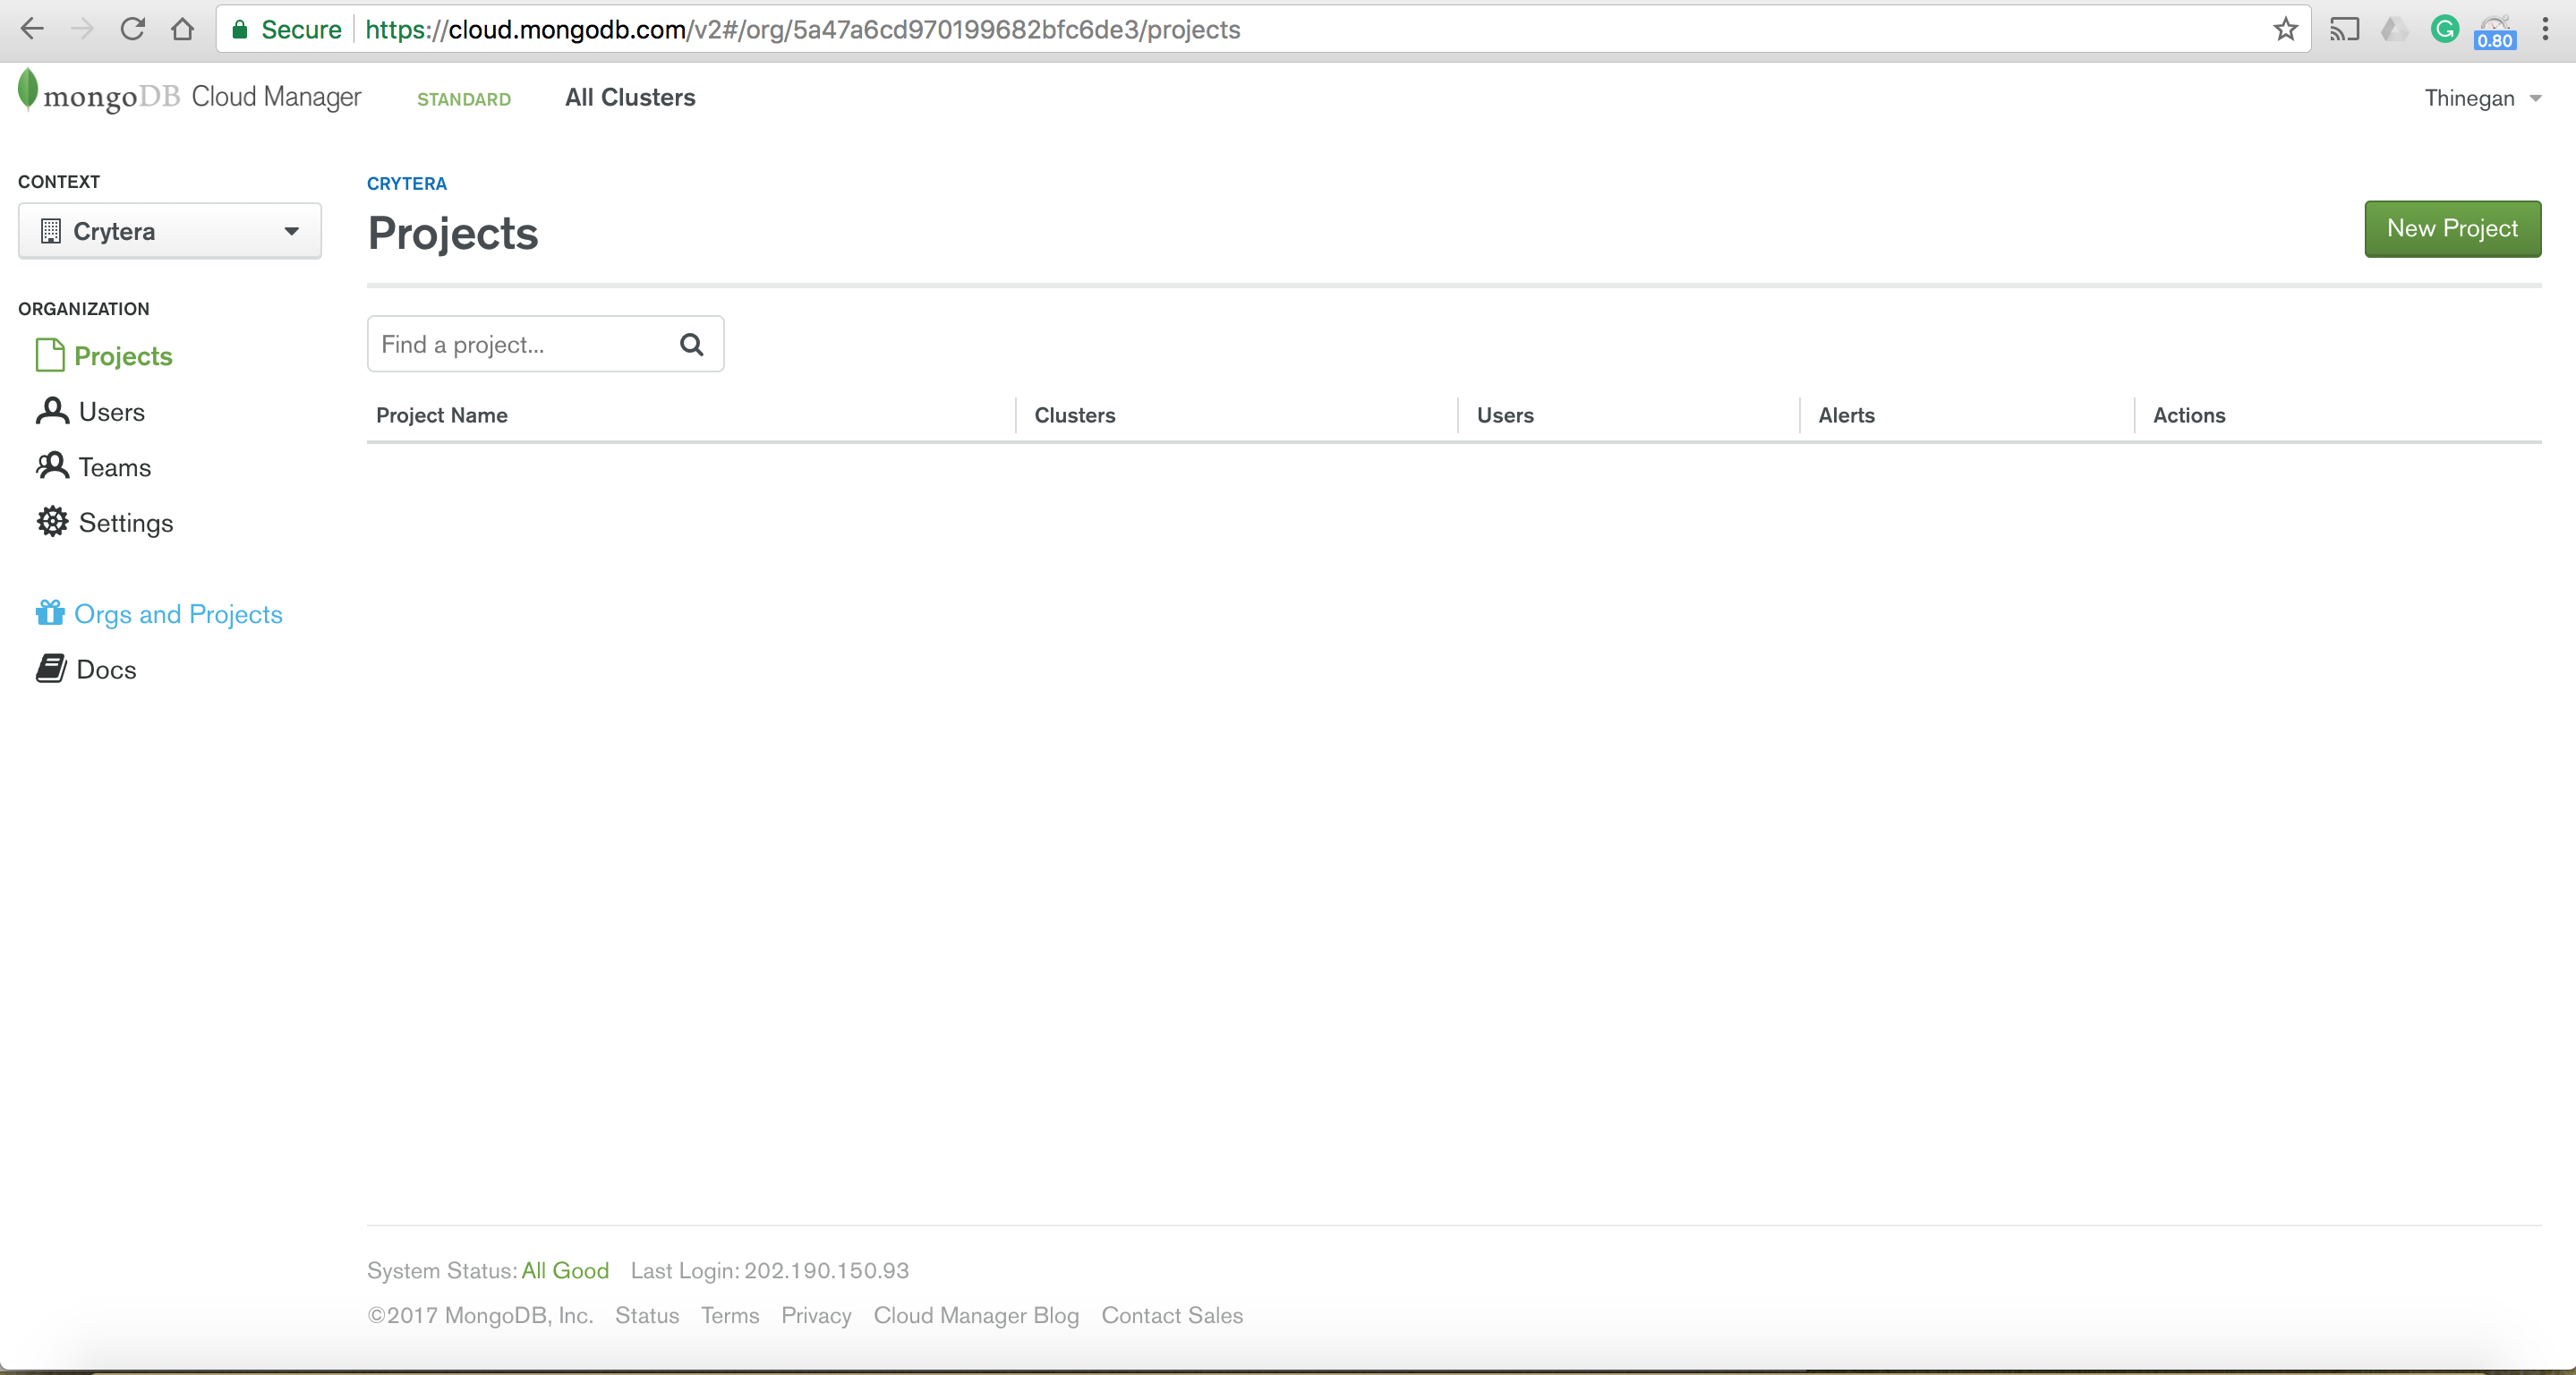 Secure https://cloud.mongodb.com/v2#/org/5a47a6cd970199682bfc6de3/projects
0.80
mongoDB Cloud Manager STANDARD All Clusters Thinegan
CONTEXT
Crytera
ORGANIZATION
Projects
Users
Teams
Settings
Orgs and Projects
Docs
CRYTERA
Projects
New Project
Find a project...
Project Name Clusters Users Alerts Actions
System Status: All Good Last Login: 202.190.150.93
©2017 MongoDB, Inc. Status Terms Privacy Cloud Manager Blog Contact Sales